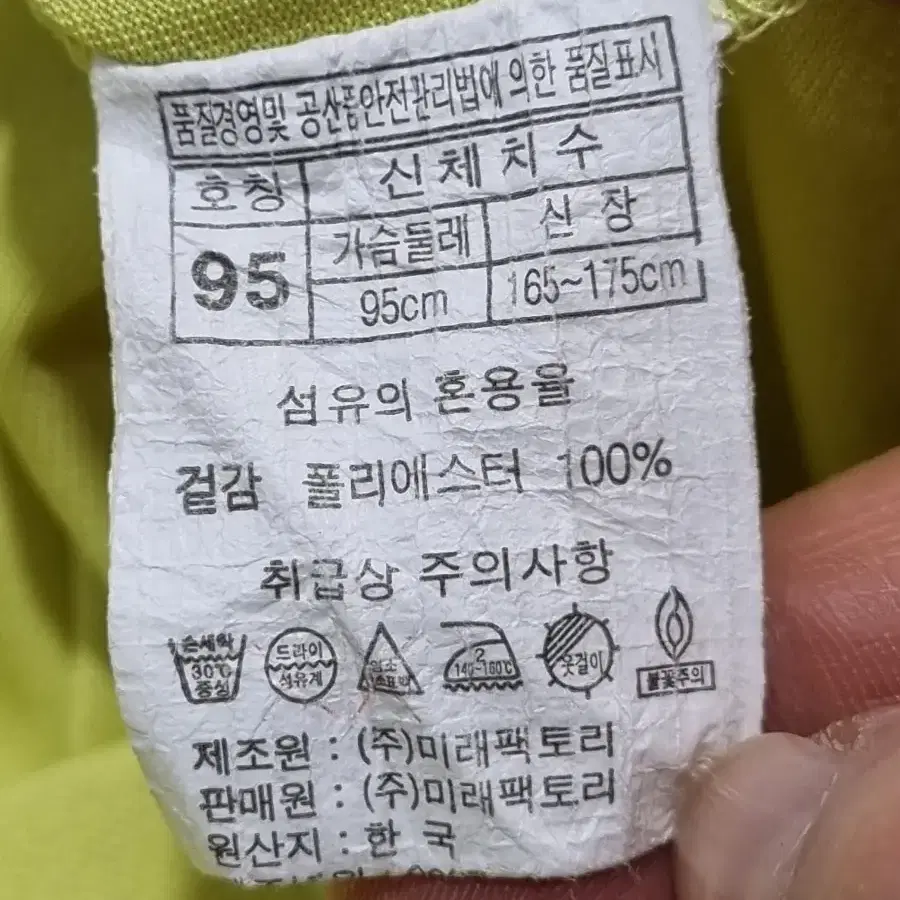 품질경영및 공산품안전관리법에 의한 품질표시
호칭 신체치수
가슴둘레 신장
95 95cm 165~175cm
섬유의 혼용율
겉감 폴리에스터 100%
취급상 주의사항
손세탁 30℃ 중성
드라이 석유계
염소
2 140~160℃
옷걸이
불꽃주의
제조원 : (주)미래팩토리
판매원 : (주)미래팩토리
원산지 : 한국